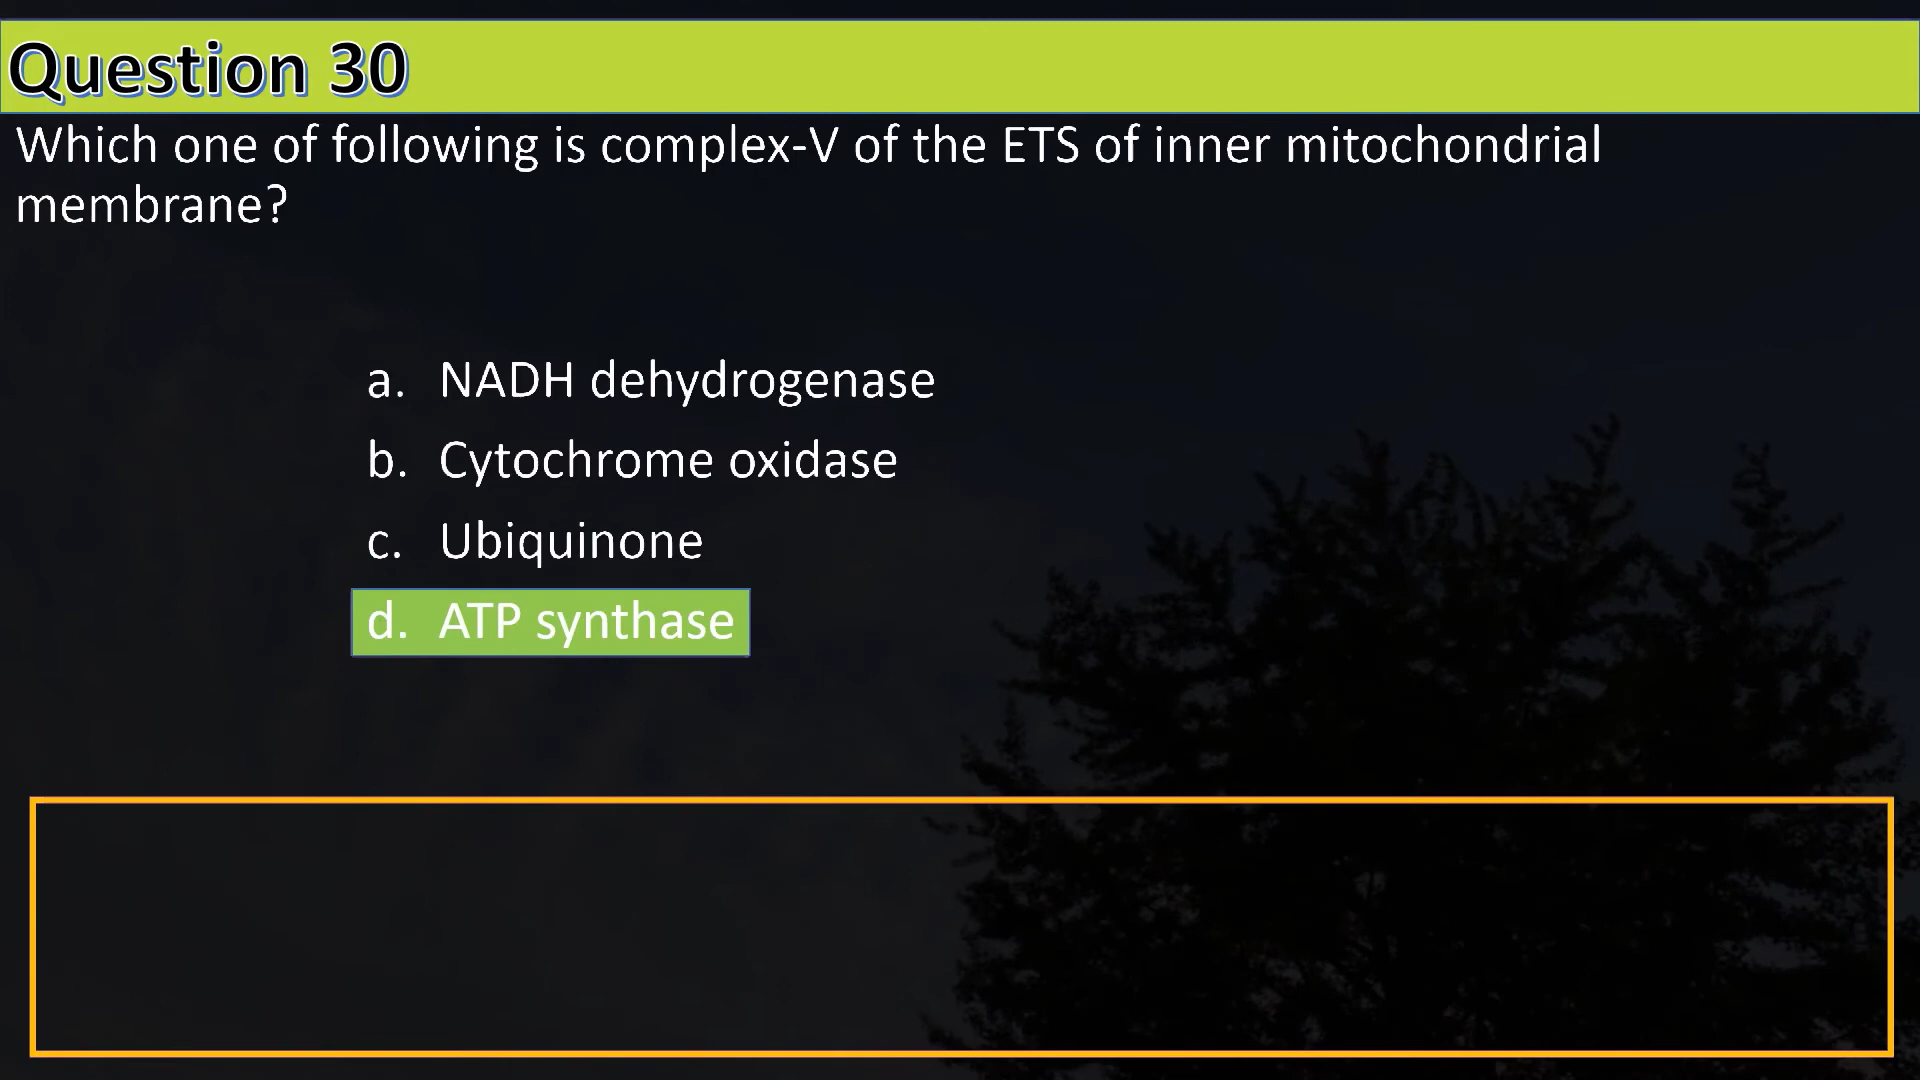 Question 30
Which one of following is complex-V of the ETS of inner mitochondrial
membrane?
a. NADH dehydrogenase
b. Cytochrome oxidase
c. Ubiquinone
d. ATP synthase